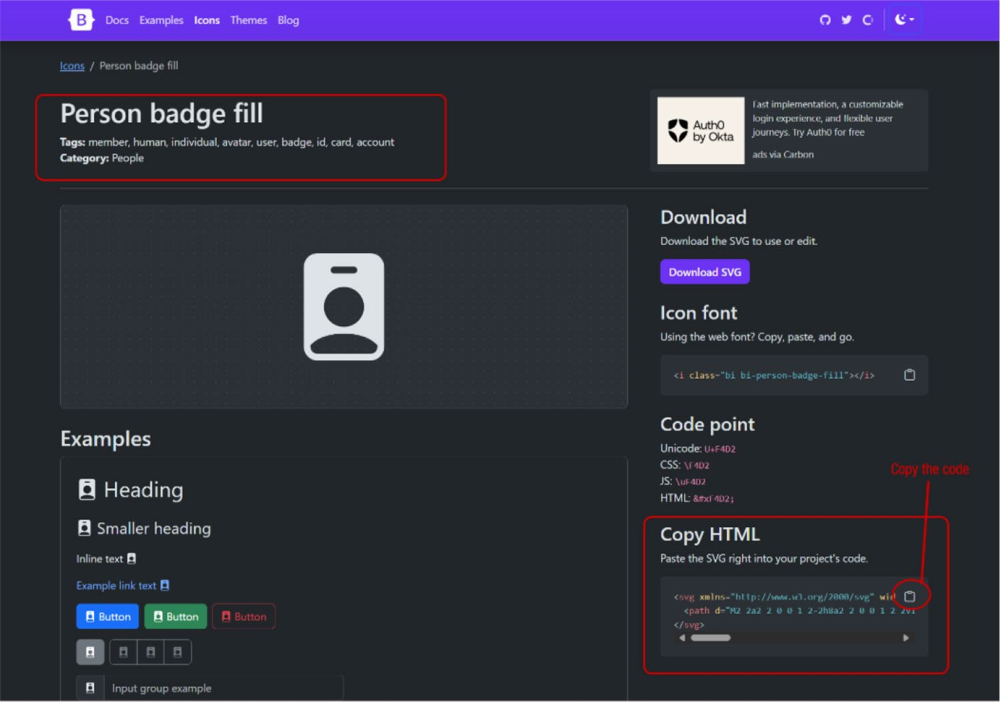 B Docs Examples Icons Themes Blog
Icons / Person badge fill
Person badge fill
Tags: member, human, individual, avatar, user, badge, id, card, account
Category: People
Auth0
by Okta
Fast implementation, a customizable
login experience, and flexible user
journeys. Try Auth0 for free
ads via Carbon
Download
Download the SVG to use or edit.
Download SVG
Icon font
Using the web font? Copy, paste, and go.
<i class="bi bi-person-badge-fill"></i>
Code point
Unicode: U+F4D2
CSS: \F4D2
JS: \uF4D2
HTML: &#xF4D2;
Copy the code
Copy HTML
Paste the SVG right into your project's code.
<svg xmlns="http://www.w3.org/2000/svg" wid
<path d="M2 2a2 2 0 0 1 2-2h8a2 2 0 0 1 2 2v1
</svg>
Examples
Heading
Smaller heading
Inline text
Example link text
Button Button Button
Input group example